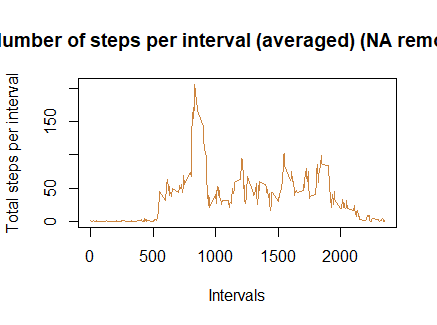 umber of steps per interval (averaged) (NA remo
Total steps per interval
0
50
150
0
500
1000
1500
2000
Intervals